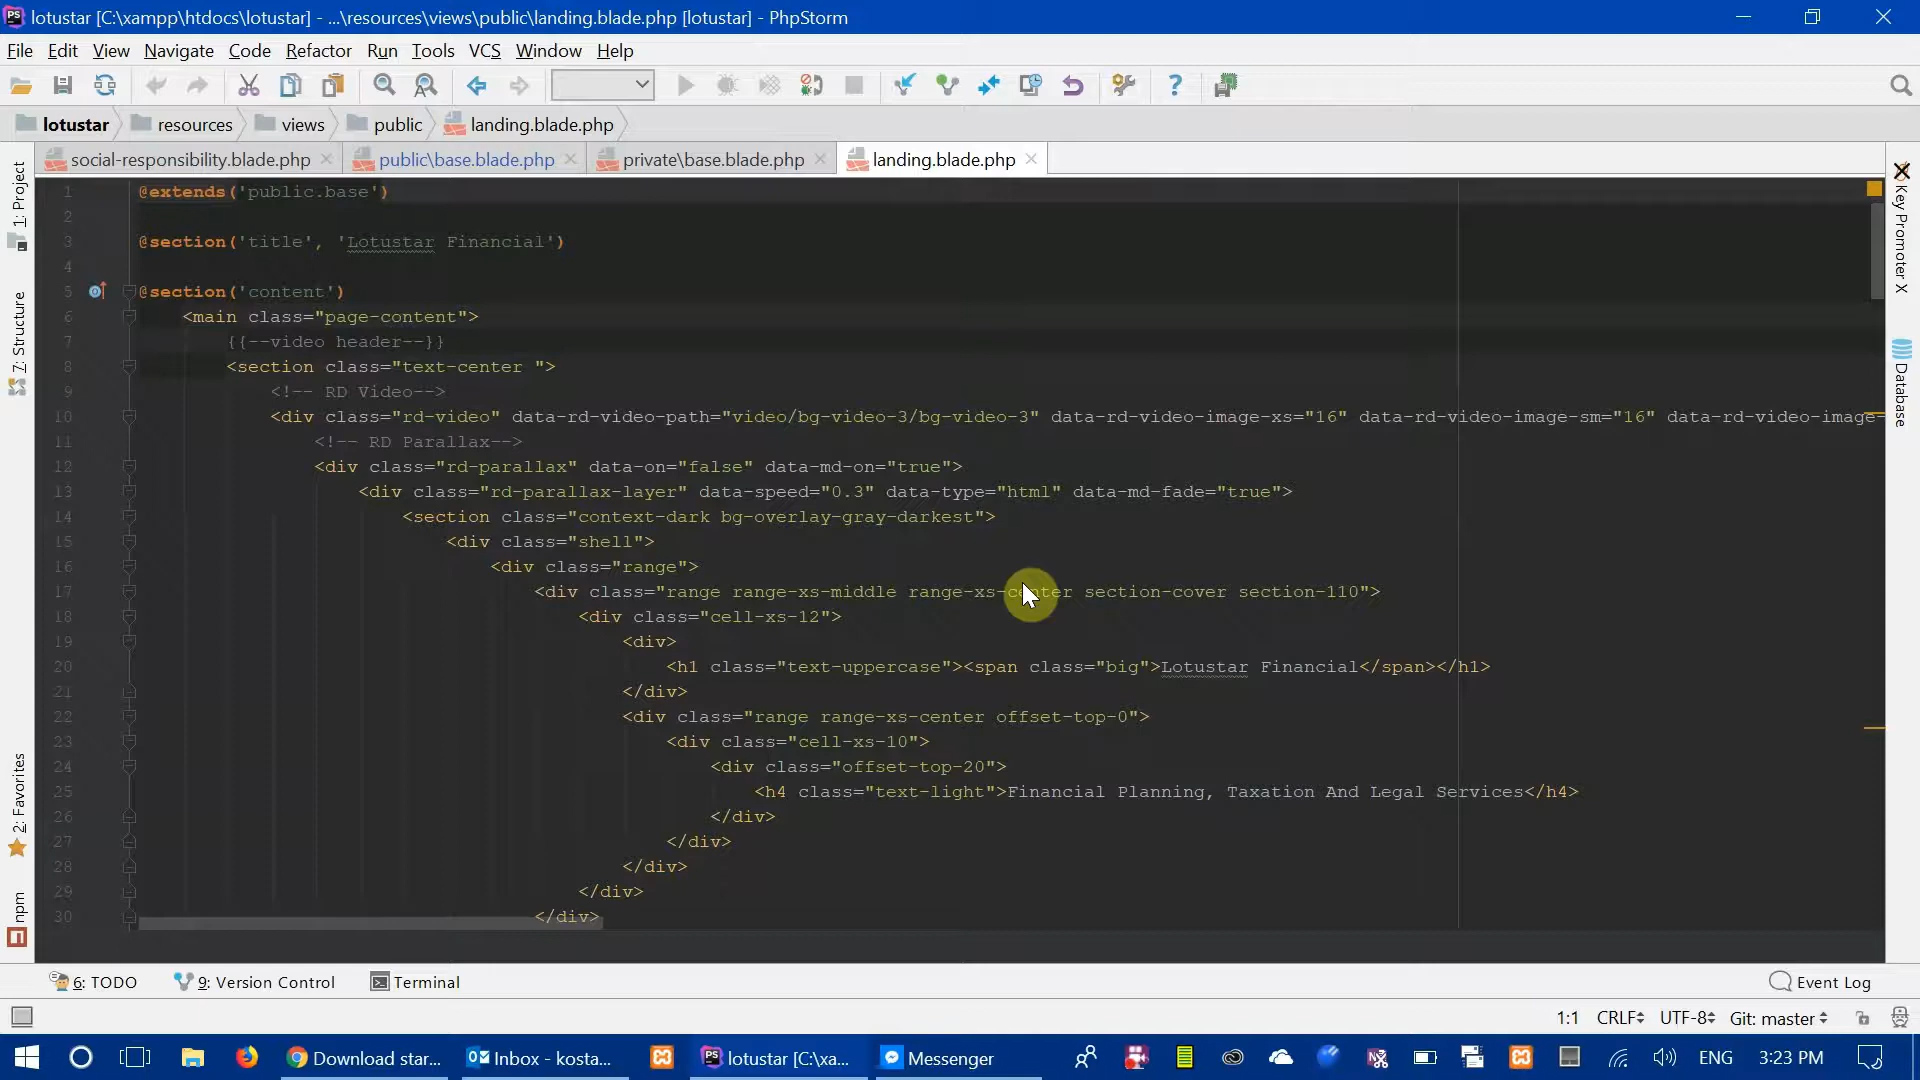 lotustar [C:\xampp\htdocs\lotustar] - ...\resources\views\public\landing.blade.php [lotustar] - PhpStorm
File Edit View Navigate Code Refactor Run Tools VCS Window Help
lotustar resources views public landing.blade.php
social-responsibility.blade.php public\base.blade.php private\base.blade.php landing.blade.php
1 @extends('public.base')
2
3 @section('title', 'Lotustar Financial')
4
5 @section('content')
6 <main class="page-content">
7 {{--video header--}}
8 <section class="text-center ">
9 <!-- RD Video-->
10 <div class="rd-video" data-rd-video-path="video/bg-video-3/bg-video-3" data-rd-video-image-xs="16" data-rd-video-image-sm="16" data-rd-video-image-
11 <!-- RD Parallax-->
12 <div class="rd-parallax" data-on="false" data-md-on="true">
13 <div class="rd-parallax-layer" data-speed="0.3" data-type="html" data-md-fade="true">
14 <section class="context-dark bg-overlay-gray-darkest">
15 <div class="shell">
16 <div class="range">
17 <div class="range range-xs-middle range-xs-center section-cover section-110">
18 <div class="cell-xs-12">
19 <div>
20 <h1 class="text-uppercase"><span class="big">Lotustar Financial</span></h1>
21 </div>
22 <div class="range range-xs-center offset-top-0">
23 <div class="cell-xs-10">
24 <div class="offset-top-20">
25 <h4 class="text-light">Financial Planning, Taxation And Legal Services</h4>
26 </div>
27 </div>
28 </div>
29 </div>
30 </div>
1: Project
7: Structure
2: Favorites
npm
Key Promoter X
Database
6: TODO 9: Version Control Terminal Event Log
1:1 CRLF UTF-8 Git: master
Download star... Inbox - kosta... lotustar [C:\xa... Messenger ENG 3:23 PM